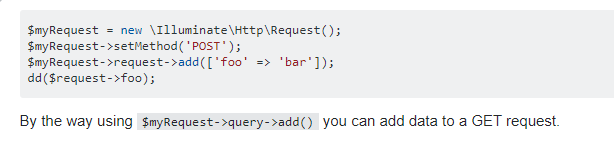 $myRequest = new \Illuminate\Http\Request();
$myRequest->setMethod('POST');
$myRequest->request->add(['foo' => 'bar']);
dd($request->foo);
By the way using $myRequest->query->add() you can add data to a GET request.